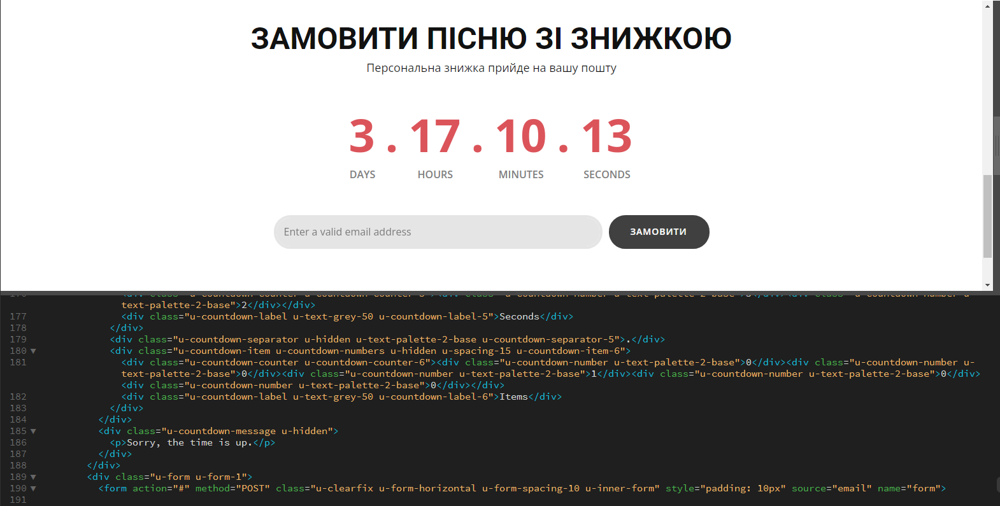 ЗАМОВИТИ ПІСНЮ ЗІ ЗНИЖКОЮ
Персональна знижка прийде на вашу пошту
3 . 17 . 10 . 13
DAYS HOURS MINUTES SECONDS
Enter a valid email address ЗАМОВИТИ
text-palette-2-base">2</div></div>
177 <div class="u-countdown-label u-text-grey-50 u-countdown-label-5">Seconds</div>
178 </div>
179 <div class="u-countdown-separator u-hidden u-text-palette-2-base u-countdown-separator-5">.</div>
180 <div class="u-countdown-item u-countdown-numbers u-hidden u-spacing-15 u-countdown-item-6">
181 <div class="u-countdown-counter u-countdown-counter-6"><div class="u-countdown-number u-text-palette-2-base">0</div><div class="u-countdown-number u-
text-palette-2-base">0</div><div class="u-countdown-number u-text-palette-2-base">1</div><div class="u-countdown-number u-text-palette-2-base">0</div>
<div class="u-countdown-number u-text-palette-2-base">0</div></div>
182 <div class="u-countdown-label u-text-grey-50 u-countdown-label-6">Items</div>
183 </div>
184 </div>
185 <div class="u-countdown-message u-hidden">
186 <p>Sorry, the time is up.</p>
187 </div>
188 </div>
189 <div class="u-form u-form-1">
190 <form action="#" method="POST" class="u-clearfix u-form-horizontal u-form-spacing-10 u-inner-form" style="padding: 10px" source="email" name="form">
191